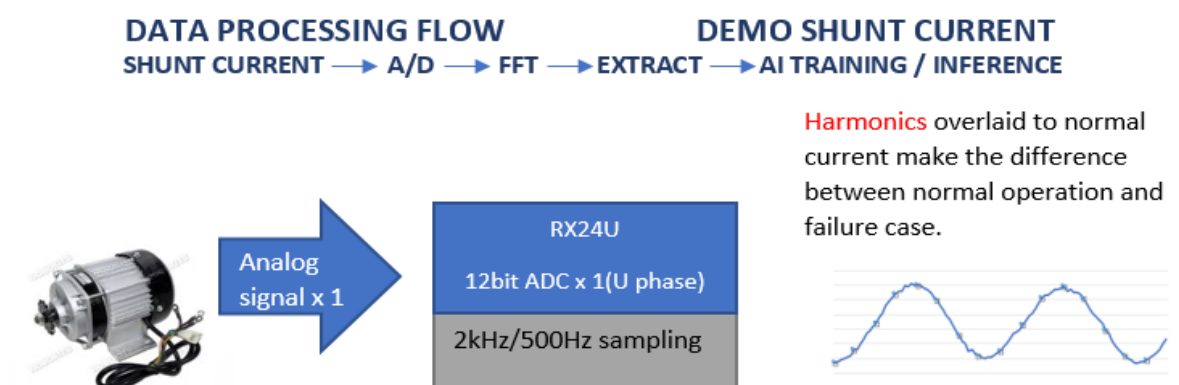 DATA PROCESSING FLOW
DEMO SHUNT CURRENT
SHUNT CURRENT → A/D → FFT → EXTRACT → AI TRAINING / INFERENCE
Harmonics overlaid to normal
current make the difference
between normal operation and
failure case.
Analog
signal x 1
RX24U
12bit ADC x 1(U phase)
2kHz/500Hz sampling